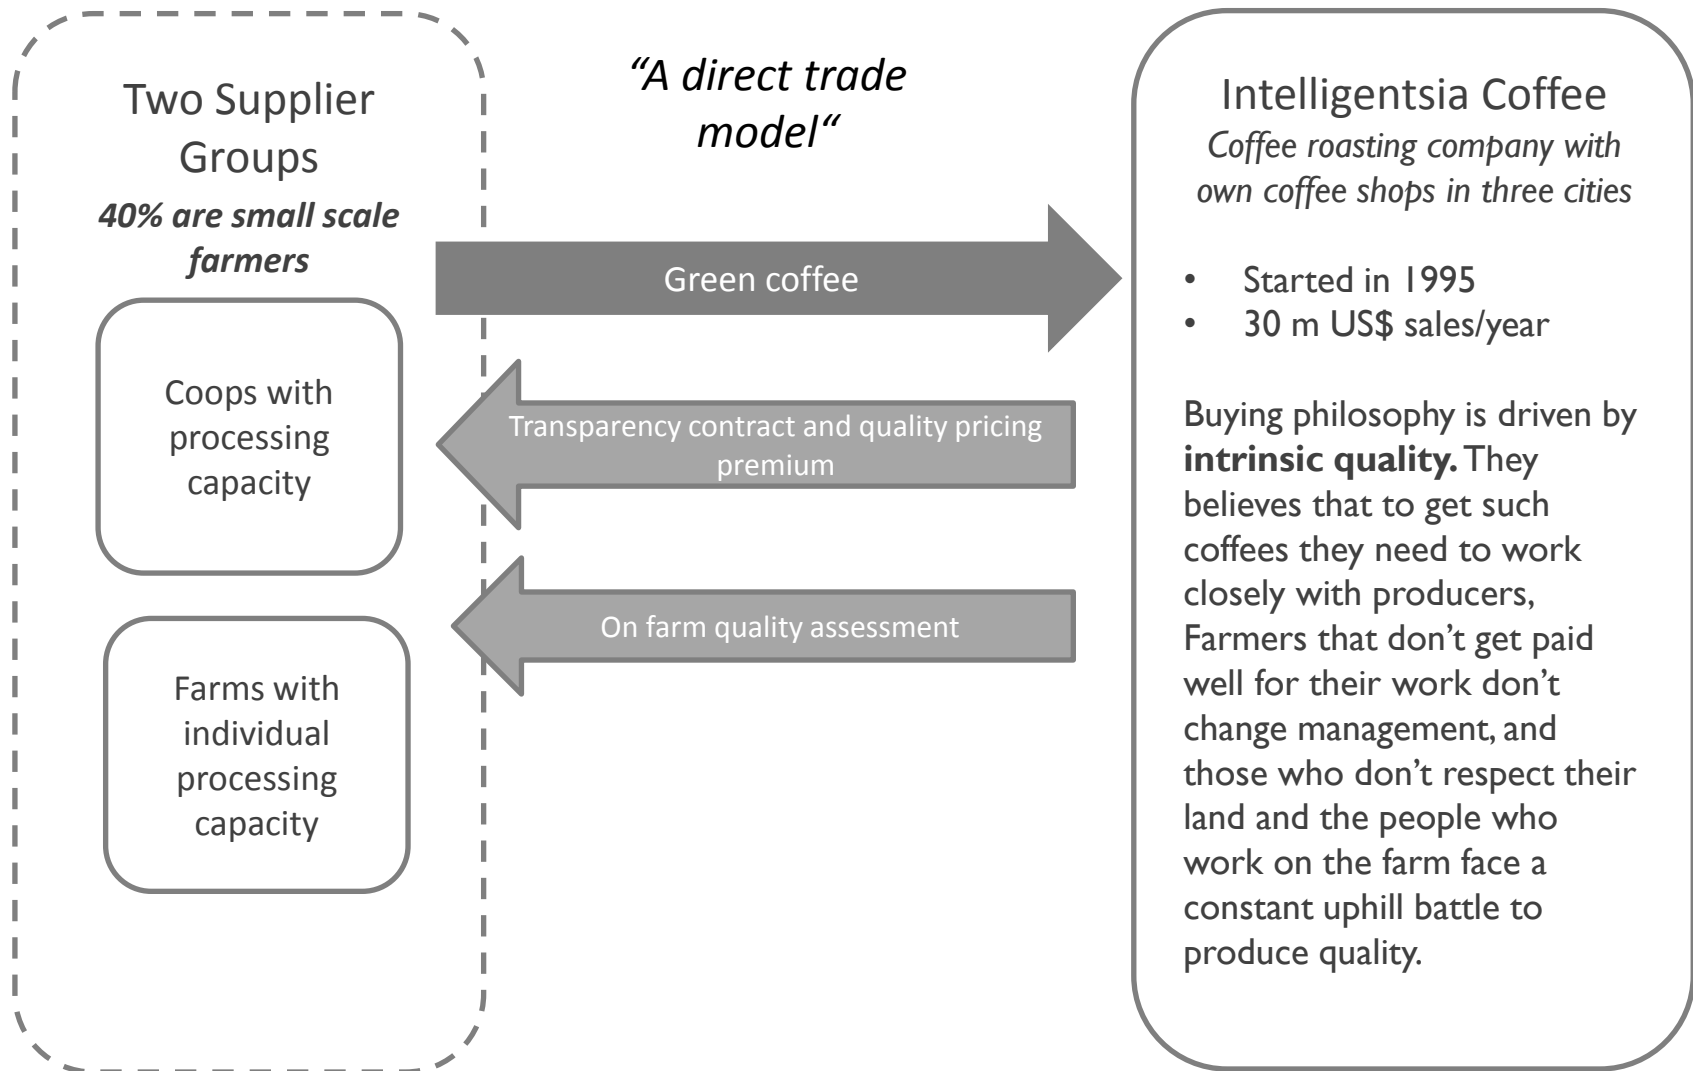 Two Supplier
Groups
40% are small scale
farmers
Coops with
processing
capacity
Farms with
individual
processing
capacity
“A direct trade
model“
Green coffee
Transparency contract and quality pricing
premium
On farm quality assessment
Intelligentsia Coffee
Coffee roasting company with
own coffee shops in three cities
• Started in 1995
• 30 m US$ sales/year
Buying philosophy is driven by
intrinsic quality. They
believes that to get such
coffees they need to work
closely with producers,
Farmers that don’t get paid
well for their work don’t
change management, and
those who don’t respect their
land and the people who
work on the farm face a
constant uphill battle to
produce quality.